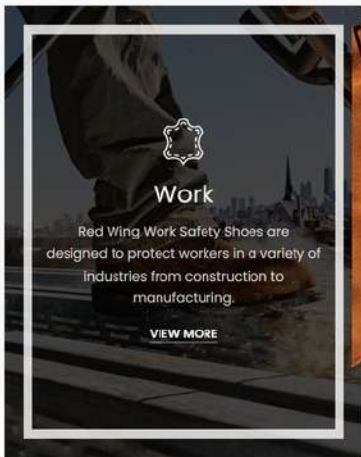 Work
Red Wing Work Safety Shoes are
designed to protect workers in a variety of
industries from construction to
manufacturing.
VIEW MORE